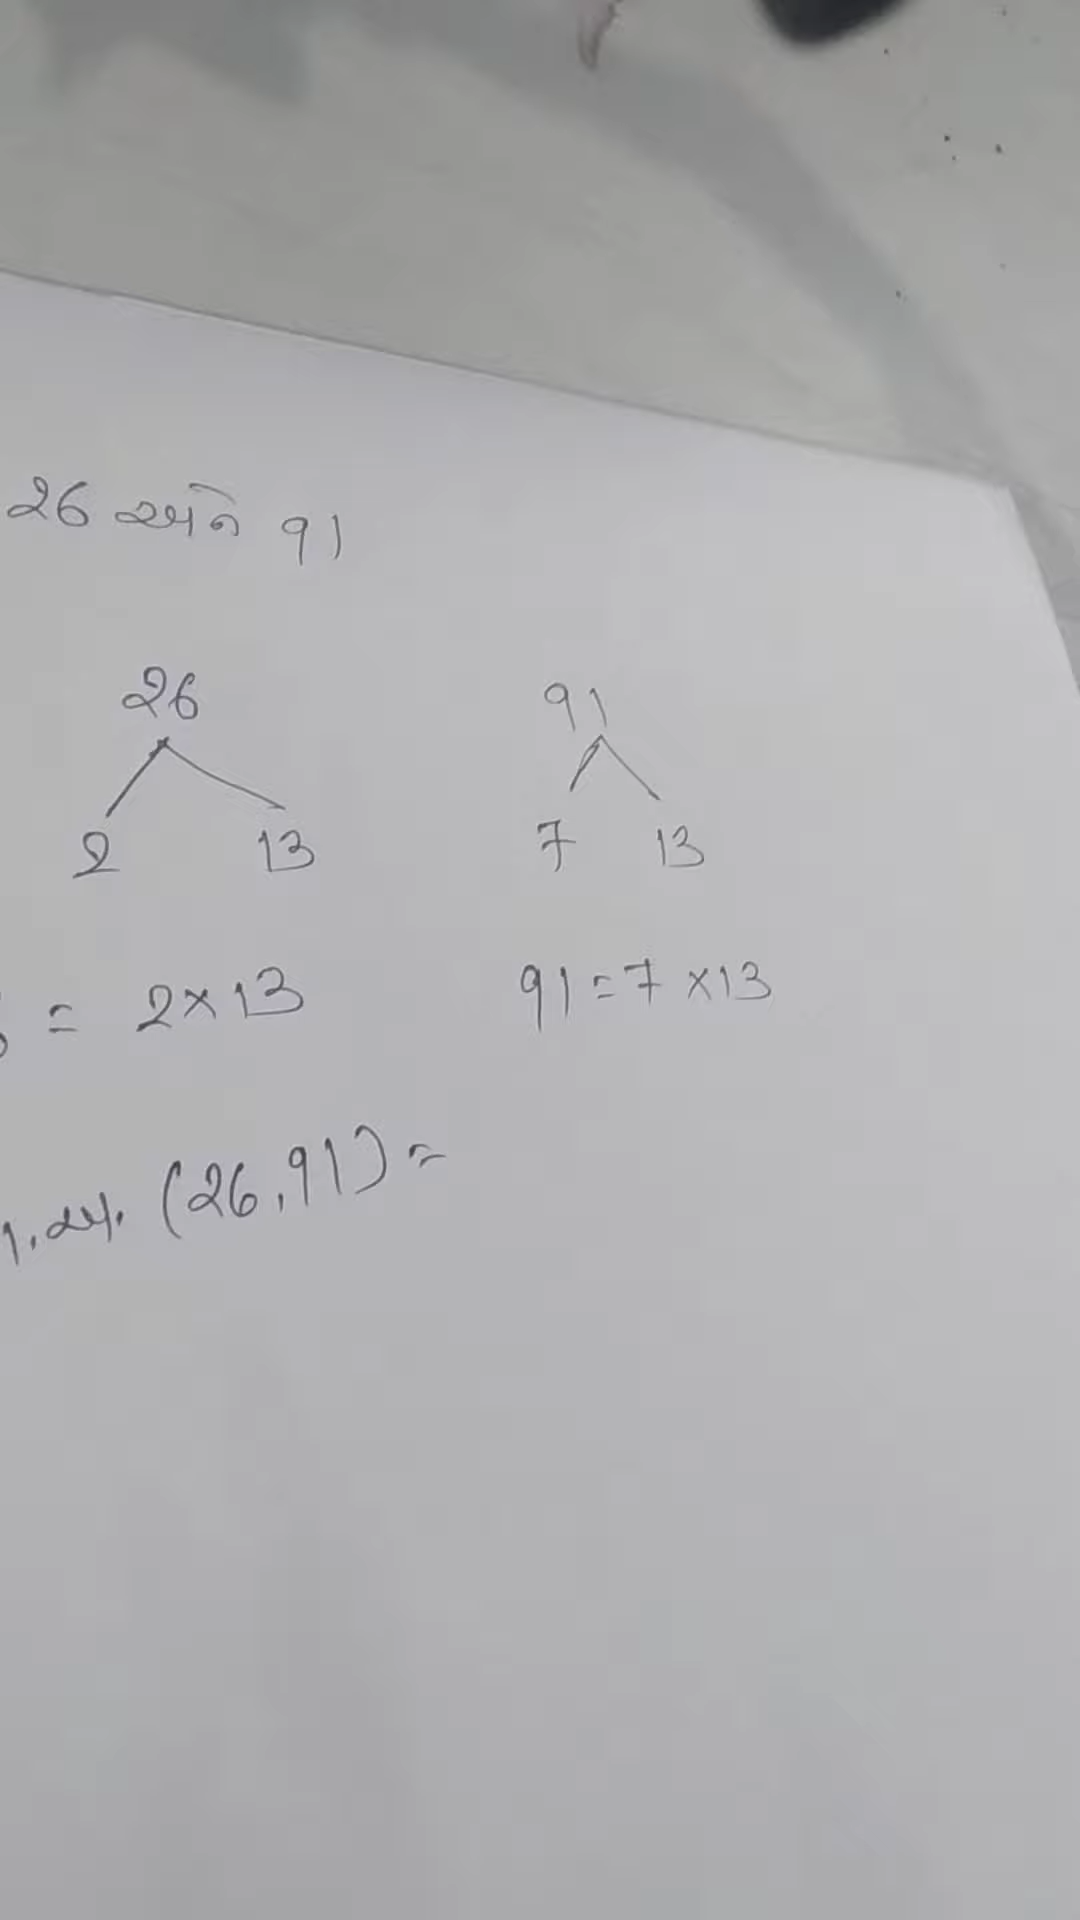 26 અને 91
26 91
2 13 7 13
= 2×13 91=7×13
.અ. (26,91)=